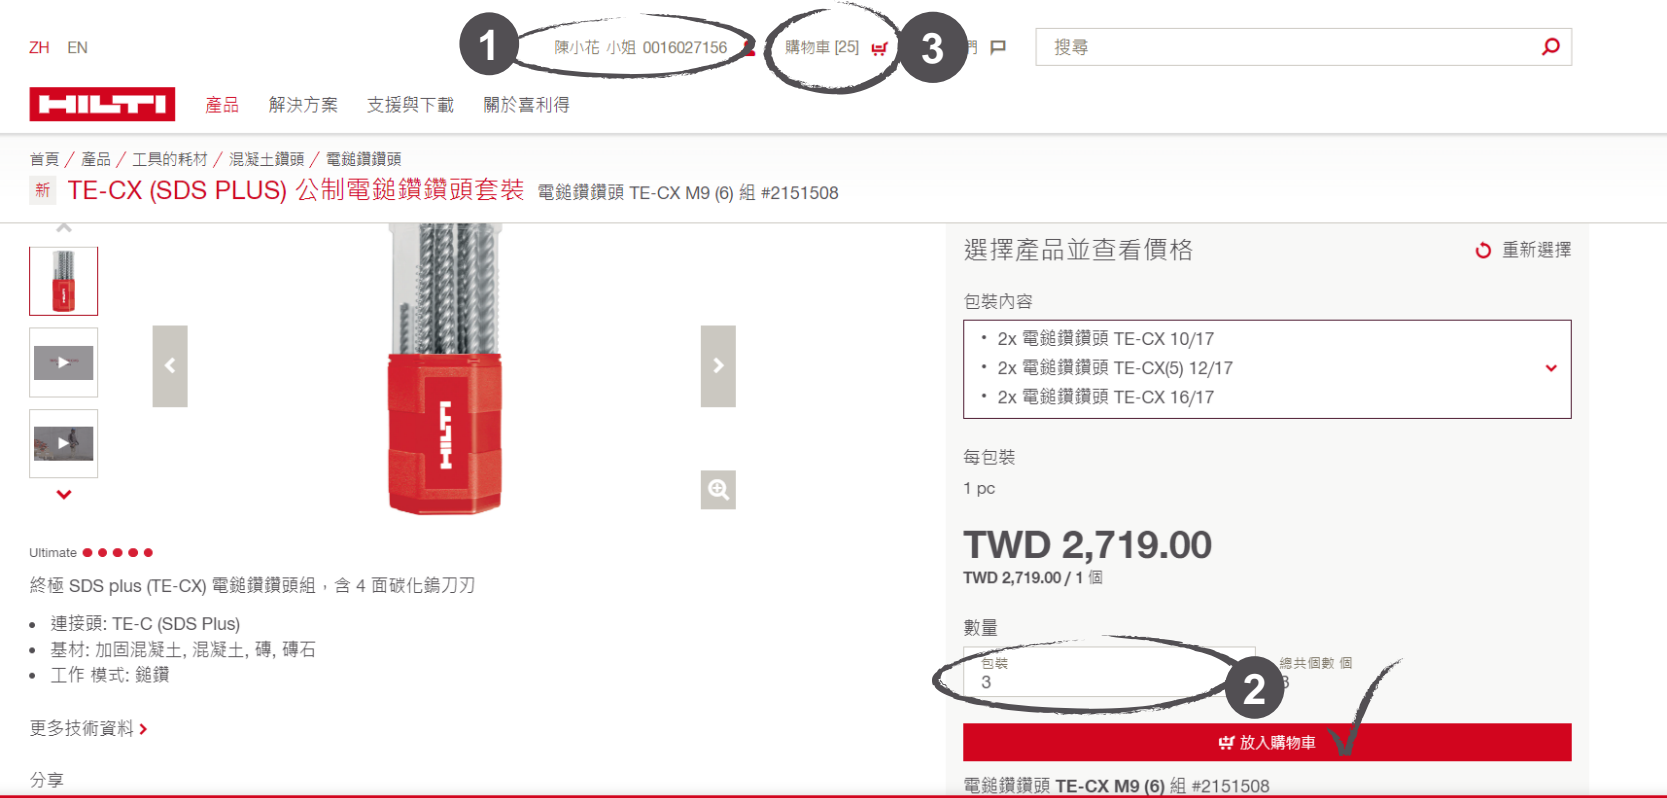 1
3
ZH EN
陳小花 小姐 0016027156
購物車 [25]
們
搜尋
HILTI
產品 解決方案 支援與下載 關於喜利得
首頁 / 產品 / 工具的耗材 / 混凝土鑽頭 / 電鎚鑽鑽頭
新 TE-CX (SDS PLUS) 公制電鎚鑽鑽頭套裝 電鎚鑽鑽頭 TE-CX M9 (6) 組 #2151508
HILTI
選擇產品並查看價格
重新選擇
包裝內容
• 2x 電鎚鑽鑽頭 TE-CX 10/17
• 2x 電鎚鑽鑽頭 TE-CX(5) 12/17
• 2x 電鎚鑽鑽頭 TE-CX 16/17
每包裝
1 pc
TWD 2,719.00
TWD 2,719.00 / 1 個
數量
包裝
3
總共個數 個
2
放入購物車
電鎚鑽鑽頭 TE-CX M9 (6) 組 #2151508
Ultimate
終極 SDS plus (TE-CX) 電鎚鑽鑽頭組，含 4 面碳化鎢刀刃
• 連接頭: TE-C (SDS Plus)
• 基材: 加固混凝土, 混凝土, 磚, 磚石
• 工作 模式: 鎚鑽
更多技術資料
分享